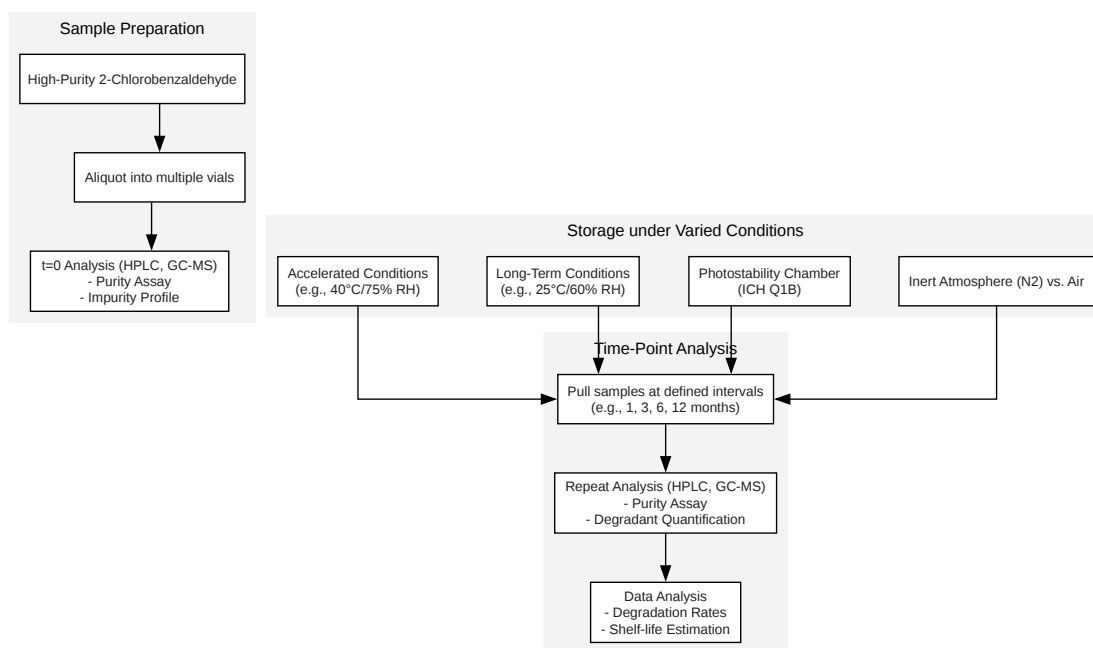 Sample Preparation
High-Purity 2-Chlorobenzaldehyde
Aliquot into multiple vials
t=0 Analysis (HPLC, GC-MS)
- Purity Assay
- Impurity Profile
Storage under Varied Conditions
Accelerated Conditions
(e.g., 40°C/75% RH)
Long-Term Conditions
(e.g., 25°C/60% RH)
Photostability Chamber
(ICH Q1B)
Inert Atmosphere (N2) vs. Air
Time-Point Analysis
Pull samples at defined intervals
(e.g., 1, 3, 6, 12 months)
Repeat Analysis (HPLC, GC-MS)
- Purity Assay
- Degradant Quantification
Data Analysis
- Degradation Rates
- Shelf-life Estimation